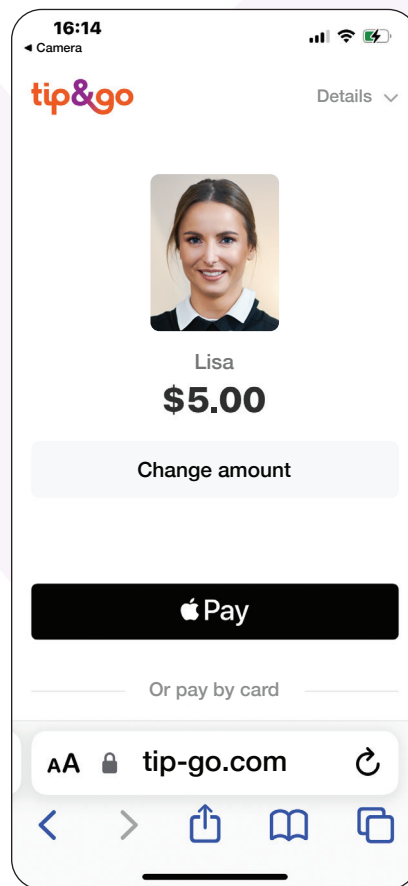 16:14
◀ Camera
tip&go
Details
Lisa
$5.00
Change amount
Pay
Or pay by card
AA tip-go.com